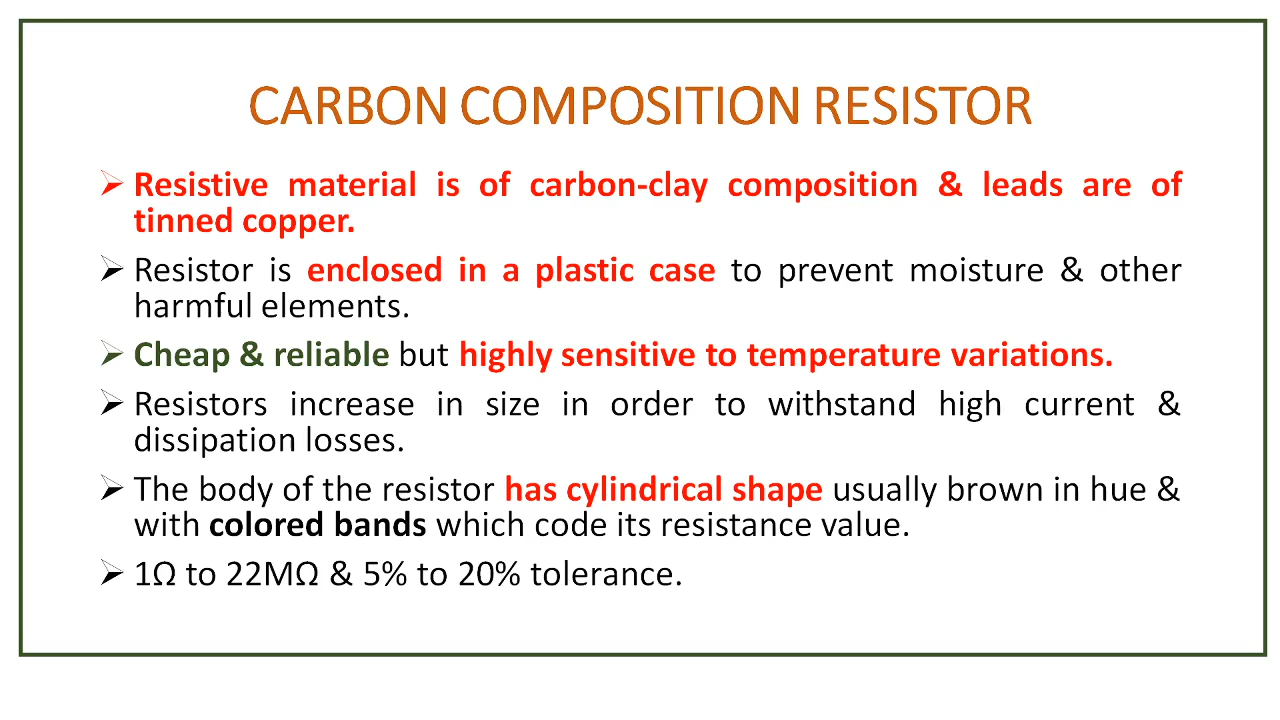 CARBON COMPOSITION RESISTOR
➢ Resistive material is of carbon-clay composition & leads are of
tinned copper.
➢ Resistor is enclosed in a plastic case to prevent moisture & other
harmful elements.
➢ Cheap & reliable but highly sensitive to temperature variations.
➢ Resistors increase in size in order to withstand high current &
dissipation losses.
➢ The body of the resistor has cylindrical shape usually brown in hue &
with colored bands which code its resistance value.
➢ 1Ω to 22MΩ & 5% to 20% tolerance.